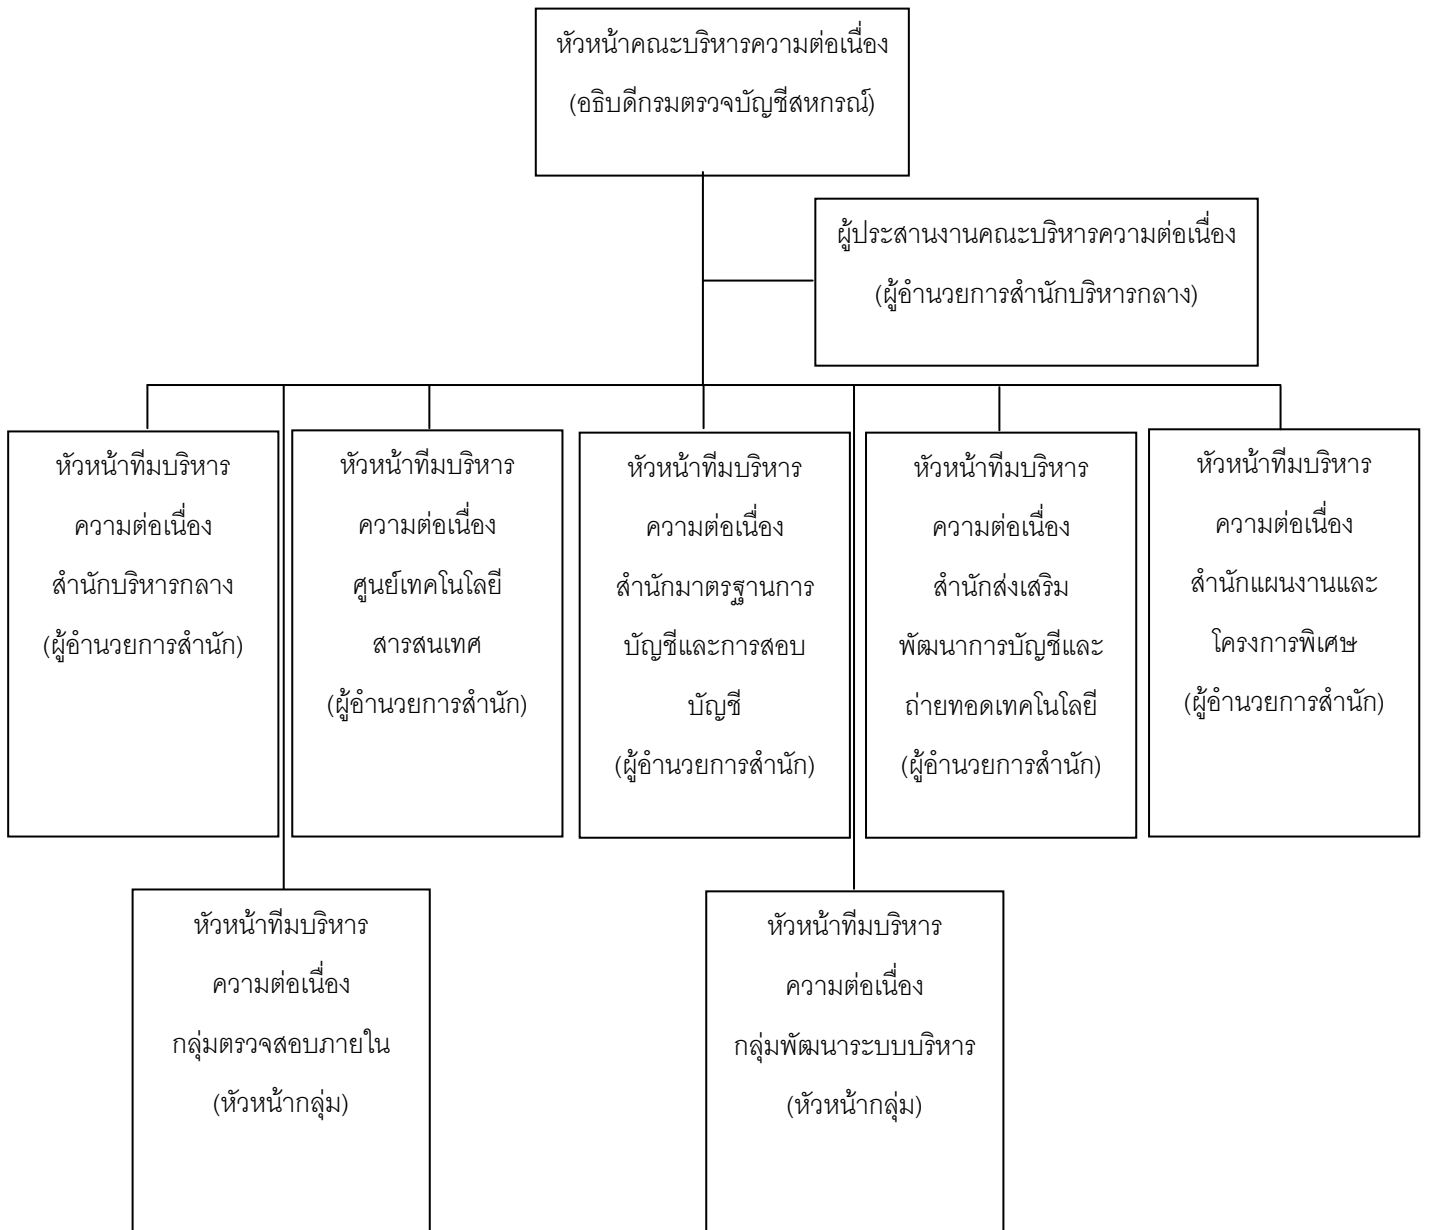 หัวหน้าคณะบริหารความต่อเนื่อง
(อธิบดีกรมตรวจบัญชีสหกรณ์)
ผู้ประสานงานคณะบริหารความต่อเนื่อง
(ผู้อำนวยการสำนักบริหารกลาง)
หัวหน้าทีมบริหาร
ความต่อเนื่อง
สำนักบริหารกลาง
(ผู้อำนวยการสำนัก)
หัวหน้าทีมบริหาร
ความต่อเนื่อง
ศูนย์เทคโนโลยี
สารสนเทศ
(ผู้อำนวยการสำนัก)
หัวหน้าทีมบริหาร
ความต่อเนื่อง
สำนักมาตรฐานการ
บัญชีและการสอบ
บัญชี
(ผู้อำนวยการสำนัก)
หัวหน้าทีมบริหาร
ความต่อเนื่อง
สำนักส่งเสริม
พัฒนาการบัญชีและ
ถ่ายทอดเทคโนโลยี
(ผู้อำนวยการสำนัก)
หัวหน้าทีมบริหาร
ความต่อเนื่อง
สำนักแผนงานและ
โครงการพิเศษ
(ผู้อำนวยการสำนัก)
หัวหน้าทีมบริหาร
ความต่อเนื่อง
กลุ่มตรวจสอบภายใน
(หัวหน้ากลุ่ม)
หัวหน้าทีมบริหาร
ความต่อเนื่อง
กลุ่มพัฒนาระบบบริหาร
(หัวหน้ากลุ่ม)